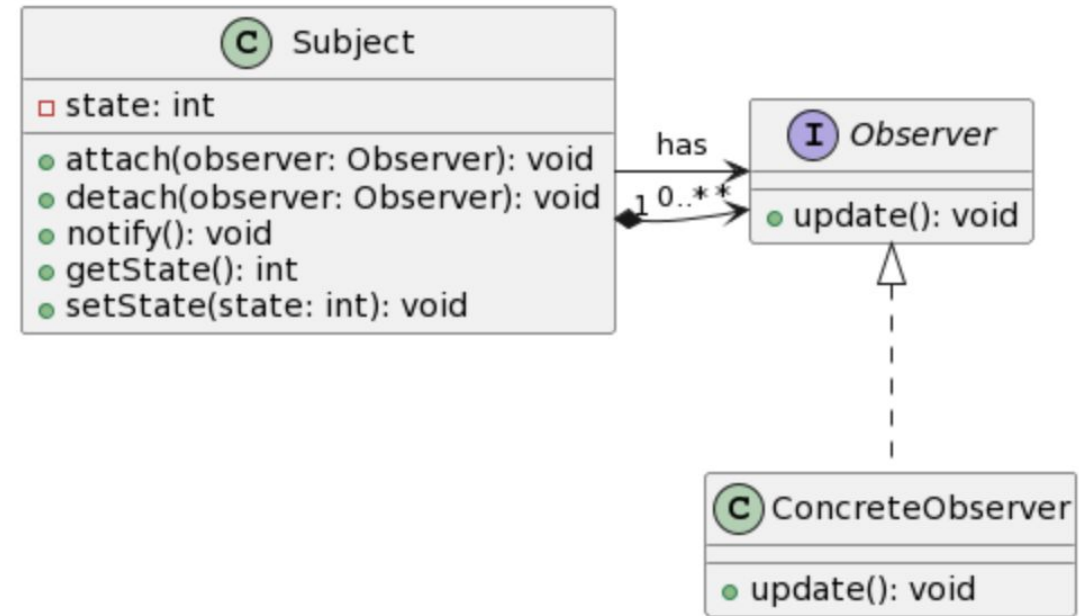 C Subject
state: int
attach(observer: Observer): void
detach(observer: Observer): void
notify(): void
getState(): int
setState(state: int): void
has
1 0..* *
I Observer
update(): void
C ConcreteObserver
update(): void